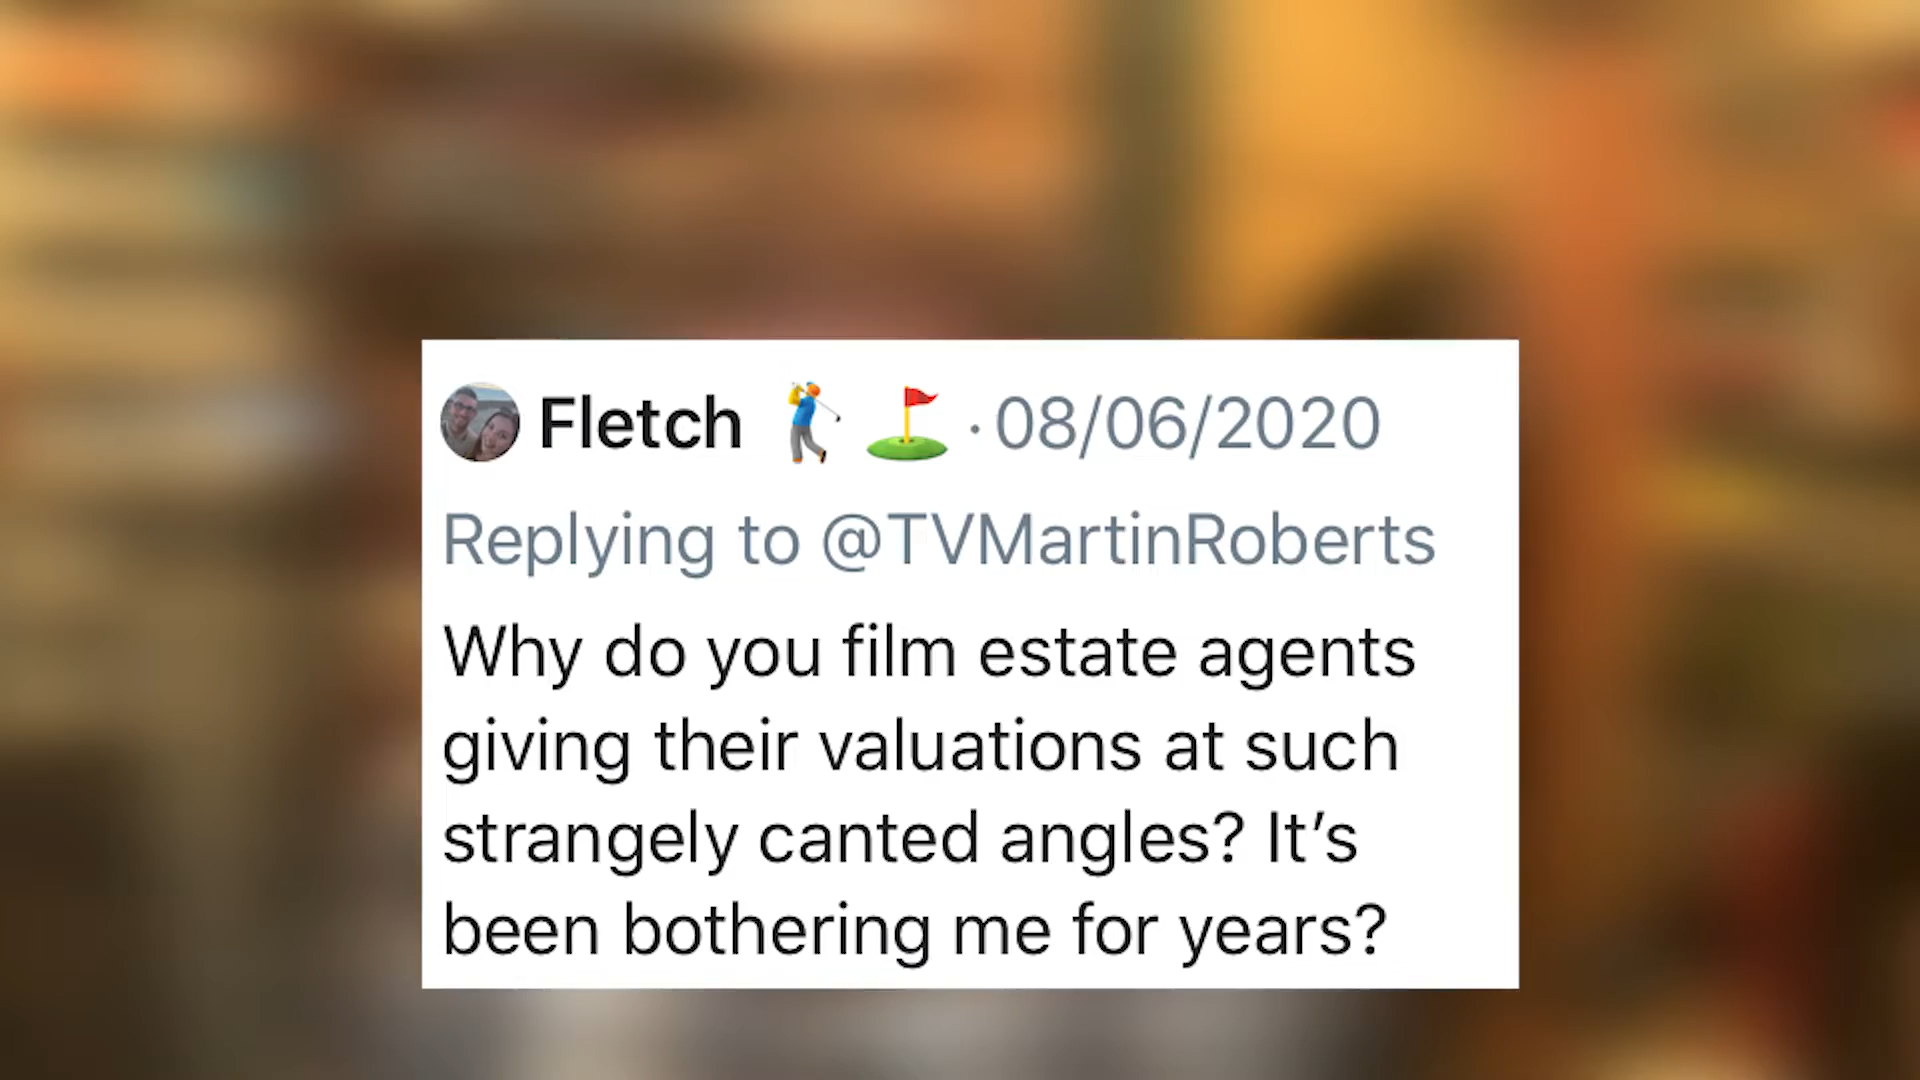 Fletch 🏌️ ⛳ · 08/06/2020
Replying to @TVMartinRoberts
Why do you film estate agents
giving their valuations at such
strangely canted angles? It’s
been bothering me for years?